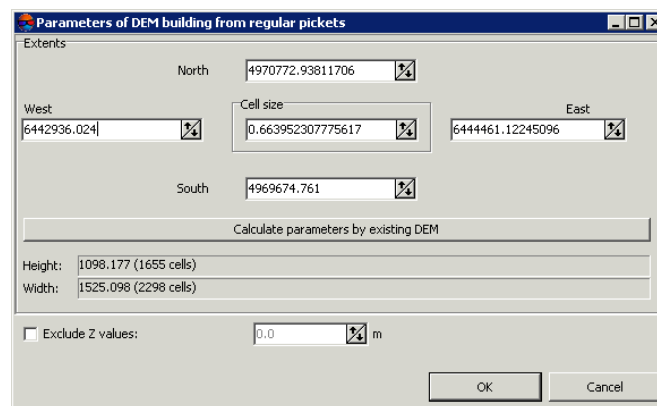 Parameters of DEM building from regular pickets
Extents
North 4970772.93811706
West Cell size East
6442936.024 0.663952307775617 6444461.12245096
South 4969674.761
Calculate parameters by existing DEM
Height: 1098.177 (1655 cells)
Width: 1525.098 (2298 cells)
Exclude Z values: 0.0 m
OK Cancel